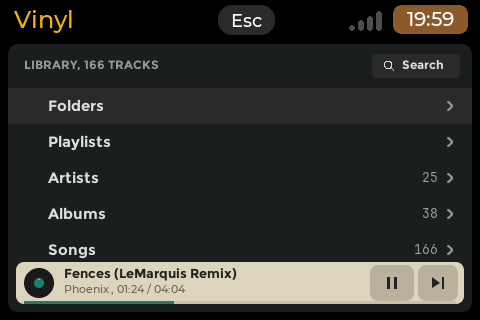 Vinyl
Esc
19:59
LIBRARY, 166 TRACKS
Search
Folders
Playlists
Artists 25
Albums 38
Songs 166
Fences (LeMarquis Remix)
Phoenix, 01:24 / 04:04